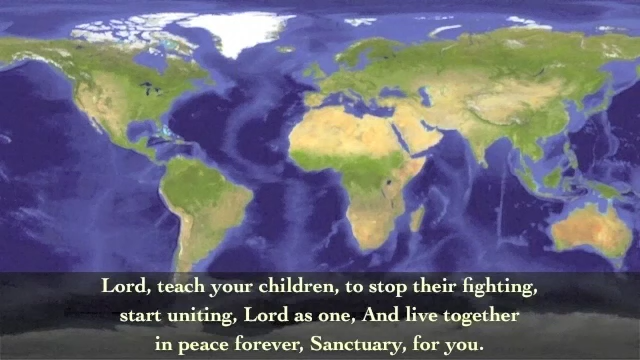 Lord, teach your children, to stop their fighting,
start uniting, Lord as one, And live together
in peace forever, Sanctuary, for you.